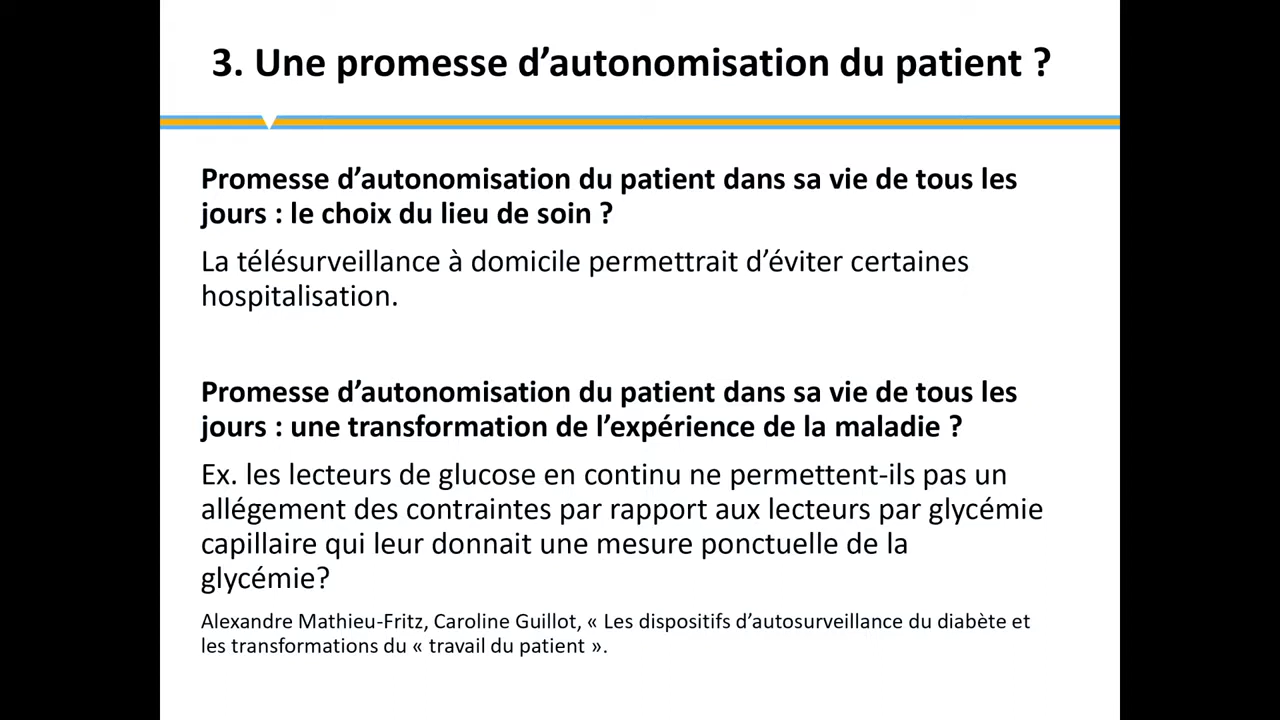 3. Une promesse d’autonomisation du patient ?
Promesse d’autonomisation du patient dans sa vie de tous les
jours : le choix du lieu de soin ?
La télésurveillance à domicile permettrait d’éviter certaines
hospitalisation.
Promesse d’autonomisation du patient dans sa vie de tous les
jours : une transformation de l’expérience de la maladie ?
Ex. les lecteurs de glucose en continu ne permettent-ils pas un
allégement des contraintes par rapport aux lecteurs par glycémie
capillaire qui leur donnait une mesure ponctuelle de la
glycémie?
Alexandre Mathieu-Fritz, Caroline Guillot, « Les dispositifs d’autosurveillance du diabète et
les transformations du « travail du patient ».